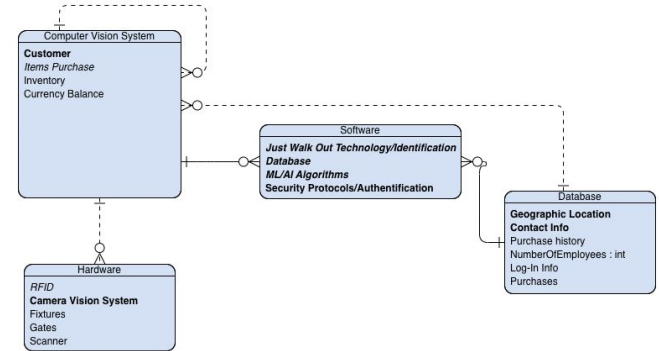 Computer Vision System
Customer
Items Purchase
Inventory
Currency Balance
Software
Just Walk Out Technology/Identification
Database
ML/AI Algorithms
Security Protocols/Authentification
Database
Geographic Location
Contact Info
Purchase history
NumberOfEmployees : int
Log-In Info
Purchases
Hardware
RFID
Camera Vision System
Fixtures
Gates
Scanner